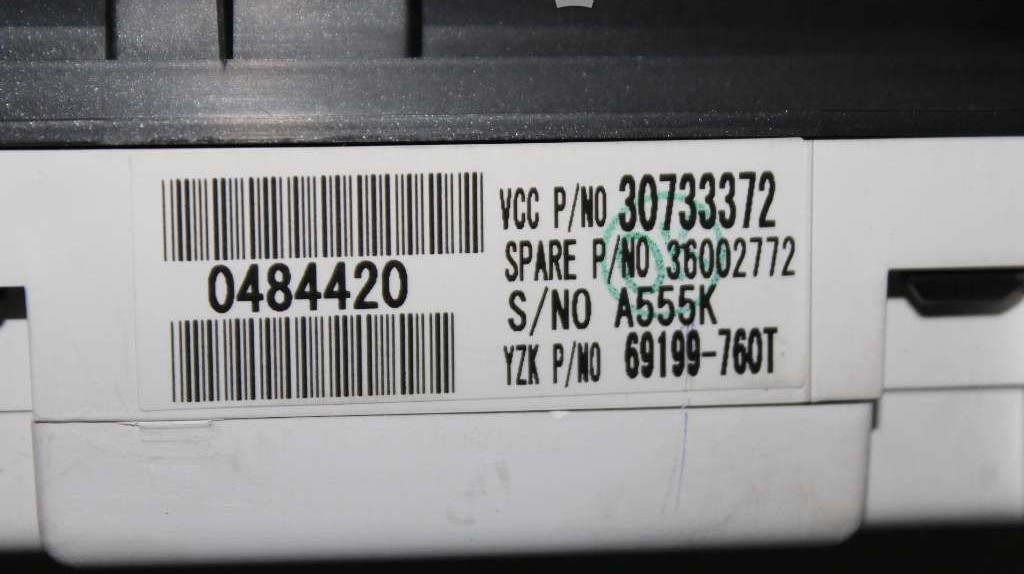 0484420
VCC P/NO 30733372
SPARE P/NO 36002772
S/NO A555K
YZK P/NO 69199-760T